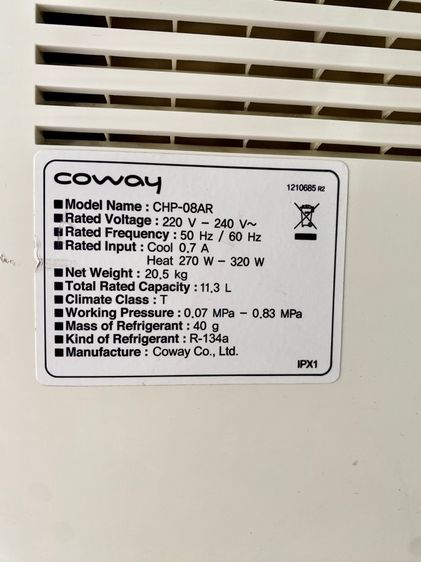 coway
1210685 R2
■Model Name : CHP-08AR
■Rated Voltage : 220 V - 240 V~
■Rated Frequency : 50 Hz / 60 Hz
■Rated Input : Cool 0.7 A
Heat 270 W - 320 W
■Net Weight : 20.5 kg
■Total Rated Capacity : 11.3 L
■Climate Class : T
■Working Pressure : 0.07 MPa - 0.83 MPa
■Mass of Refrigerant : 40 g
■Kind of Refrigerant : R-134a
■Manufacture : Coway Co., Ltd.
IPX1